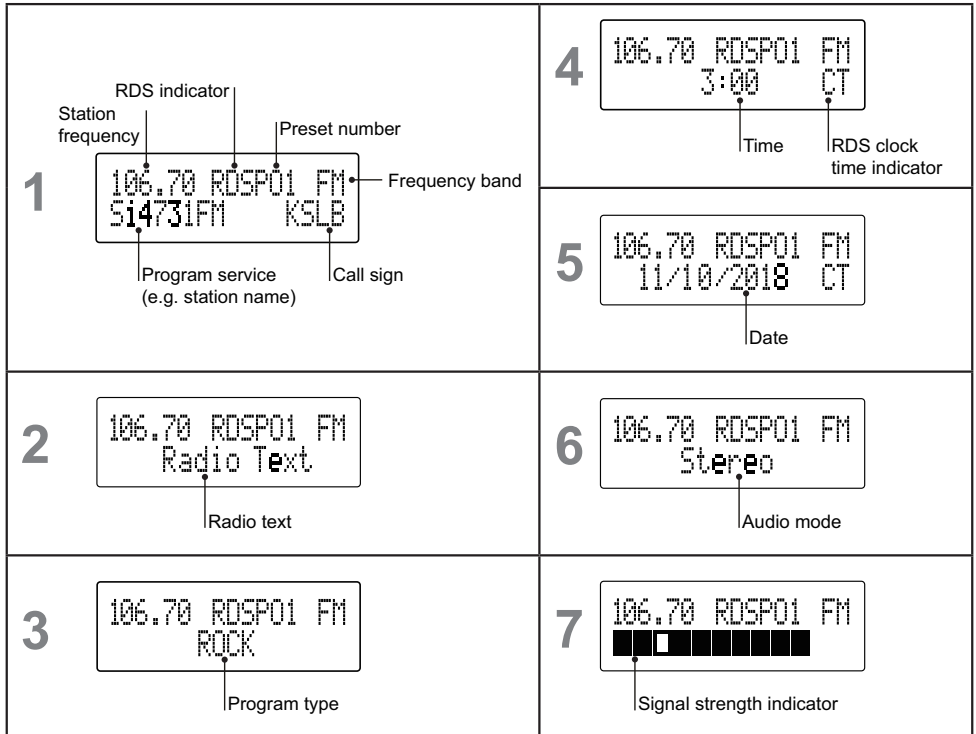 1
RDS indicator
Station
frequency
Preset number
106.70 RDSP01 FM
Frequency band
Si4731FM KSLB
Program service
(e.g. station name)
Call sign
2
106.70 RDSP01 FM
Radio Text
Radio text
3
106.70 RDSP01 FM
ROCK
Program type
4
106.70 RDSP01 FM
3:00 CT
Time
RDS clock
time indicator
5
106.70 RDSP01 FM
11/10/2018 CT
Date
6
106.70 RDSP01 FM
Stereo
Audio mode
7
106.70 RDSP01 FM
Signal strength indicator